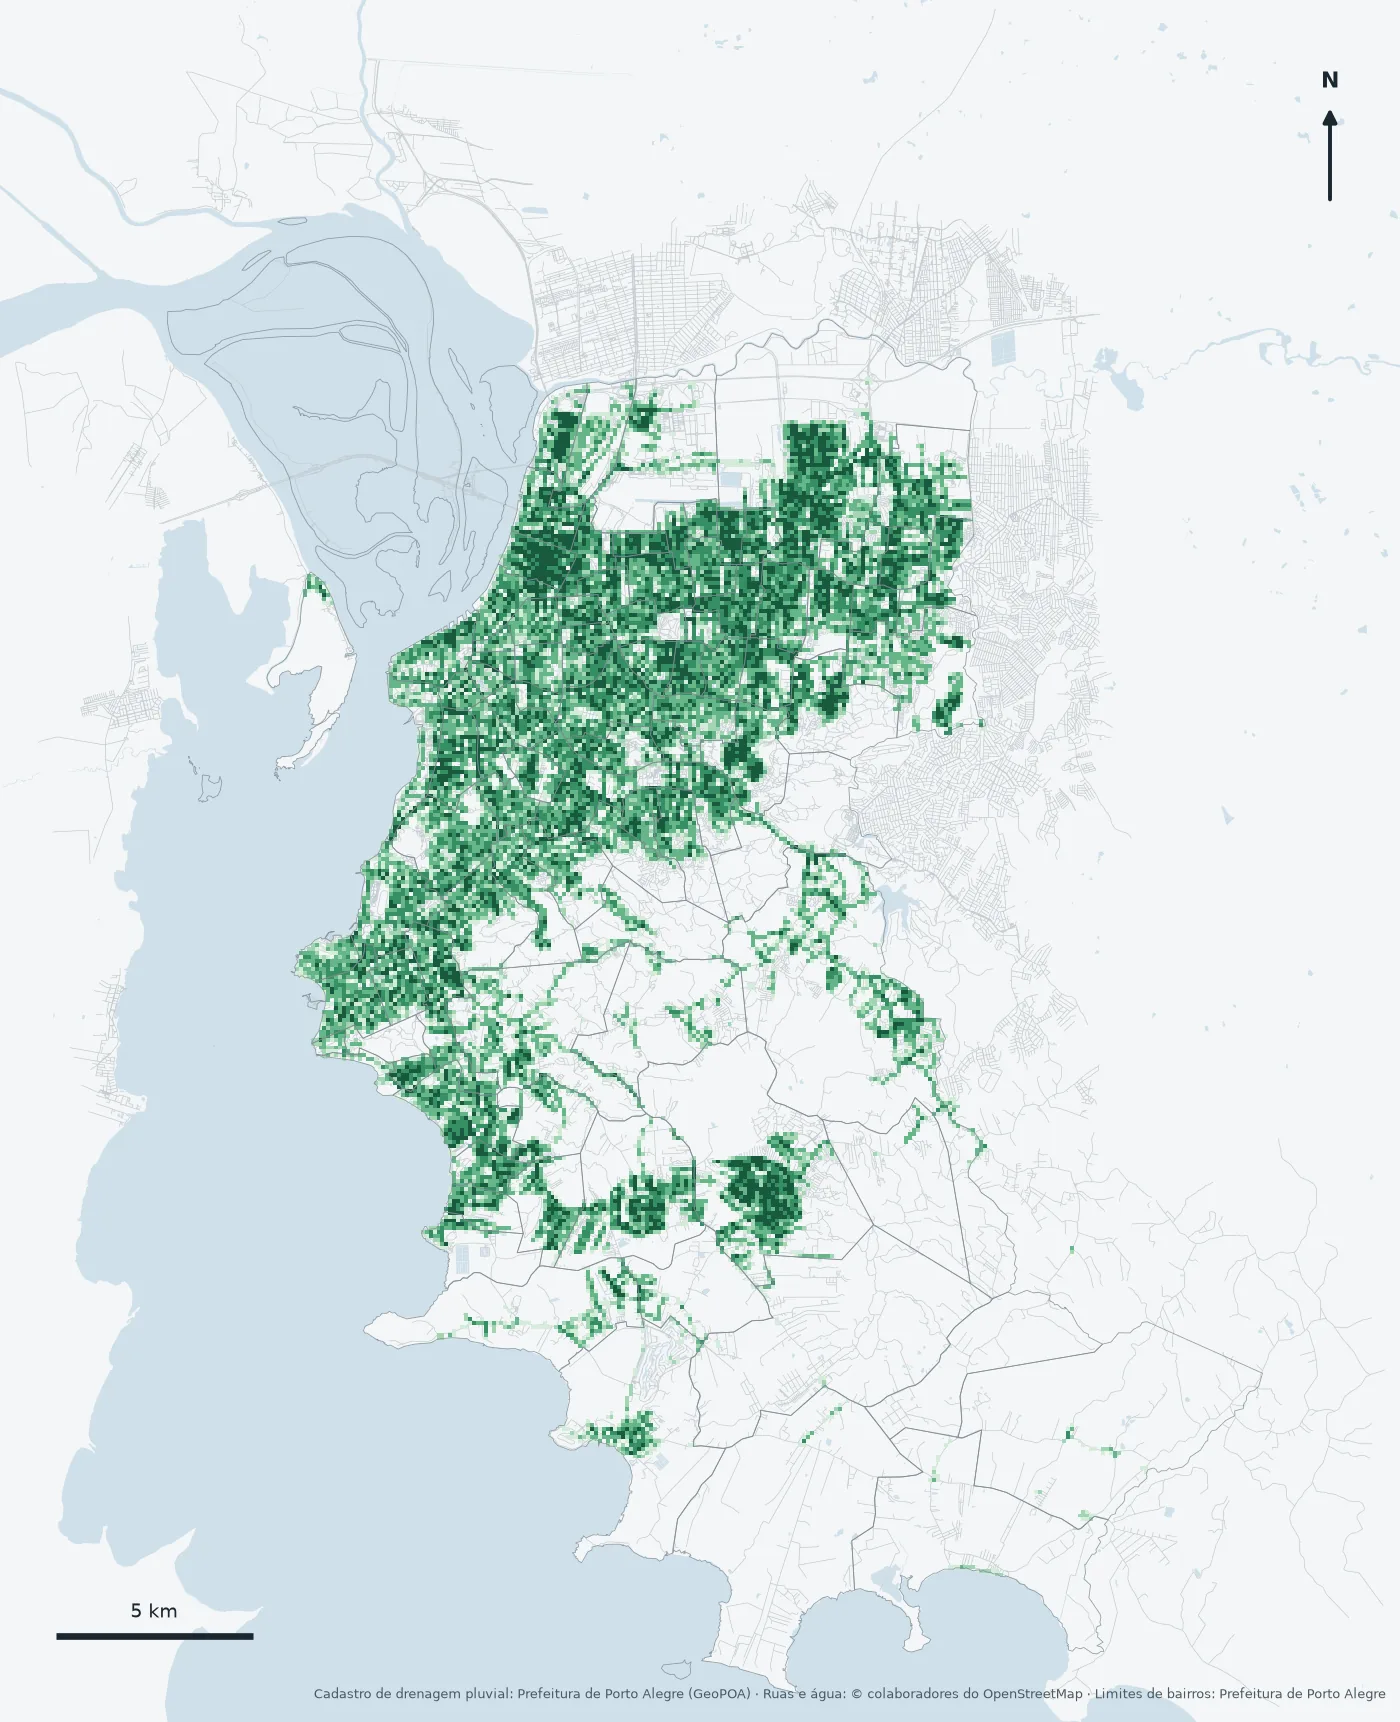 N
5 km
Cadastro de drenagem pluvial: Prefeitura de Porto Alegre (GeoPOA) · Ruas e água: © colaboradores do OpenStreetMap · Limites de bairros: Prefeitura de Porto Alegre